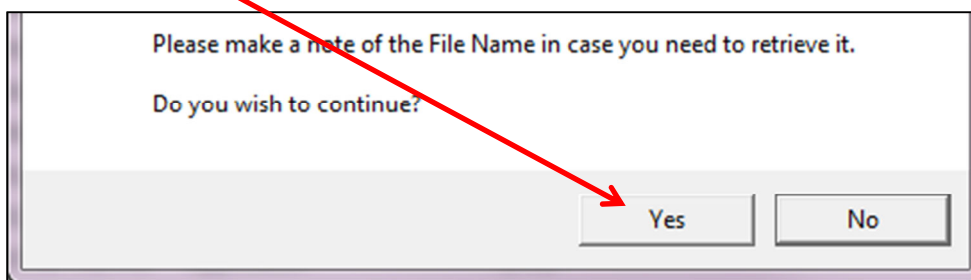 Please make a note of the File Name in case you need to retrieve it.
Do you wish to continue?
Yes No